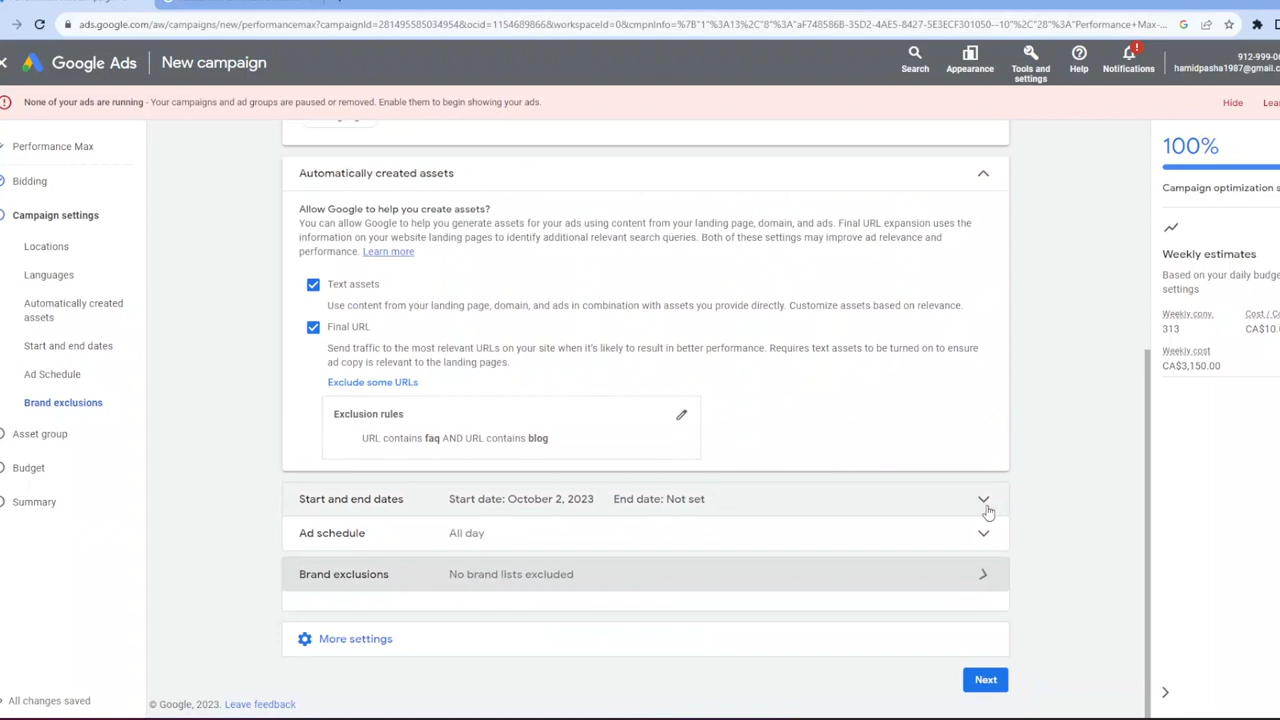 ads.google.com/aw/campaigns/new/performancemax?campaignId=281495585034954&ocid=1154689866&workspaceId=0&cmpnInfo=%7B"1"%3A13%2C"8"%3A"aF748586B-35D2-4AE5-8427-5E3ECF301050--10"%2C"28"%3A"Performance+Max-...
Google Ads
New campaign
Search
Appearance
Tools and
settings
Help
Notifications
912-999-0
hamidpasha1987@gmail.c
None of your ads are running - Your campaigns and ad groups are paused or removed. Enable them to begin showing your ads.
Hide
Lea
Performance Max
Bidding
Campaign settings
Locations
Languages
Automatically created
assets
Start and end dates
Ad Schedule
Brand exclusions
Asset group
Budget
Summary
All changes saved
Automatically created assets
Allow Google to help you create assets?
You can allow Google to help you generate assets for your ads using content from your landing page, domain, and ads. Final URL expansion uses the
information on your website landing pages to identify additional relevant search queries. Both of these settings may improve ad relevance and
performance. Learn more
Text assets
Use content from your landing page, domain, and ads in combination with assets you provide directly. Customize assets based on relevance.
Final URL
Send traffic to the most relevant URLs on your site when it's likely to result in better performance. Requires text assets to be turned on to ensure
ad copy is relevant to the landing pages.
Exclude some URLs
Exclusion rules
URL contains faq AND URL contains blog
Start and end dates Start date: October 2, 2023 End date: Not set
Ad schedule All day
Brand exclusions No brand lists excluded
More settings
Next
© Google, 2023. Leave feedback
100%
Campaign optimization s
Weekly estimates
Based on your daily budge
settings
Weekly conv. Cost / Co
313 CA$10.
Weekly cost
CA$3,150.00